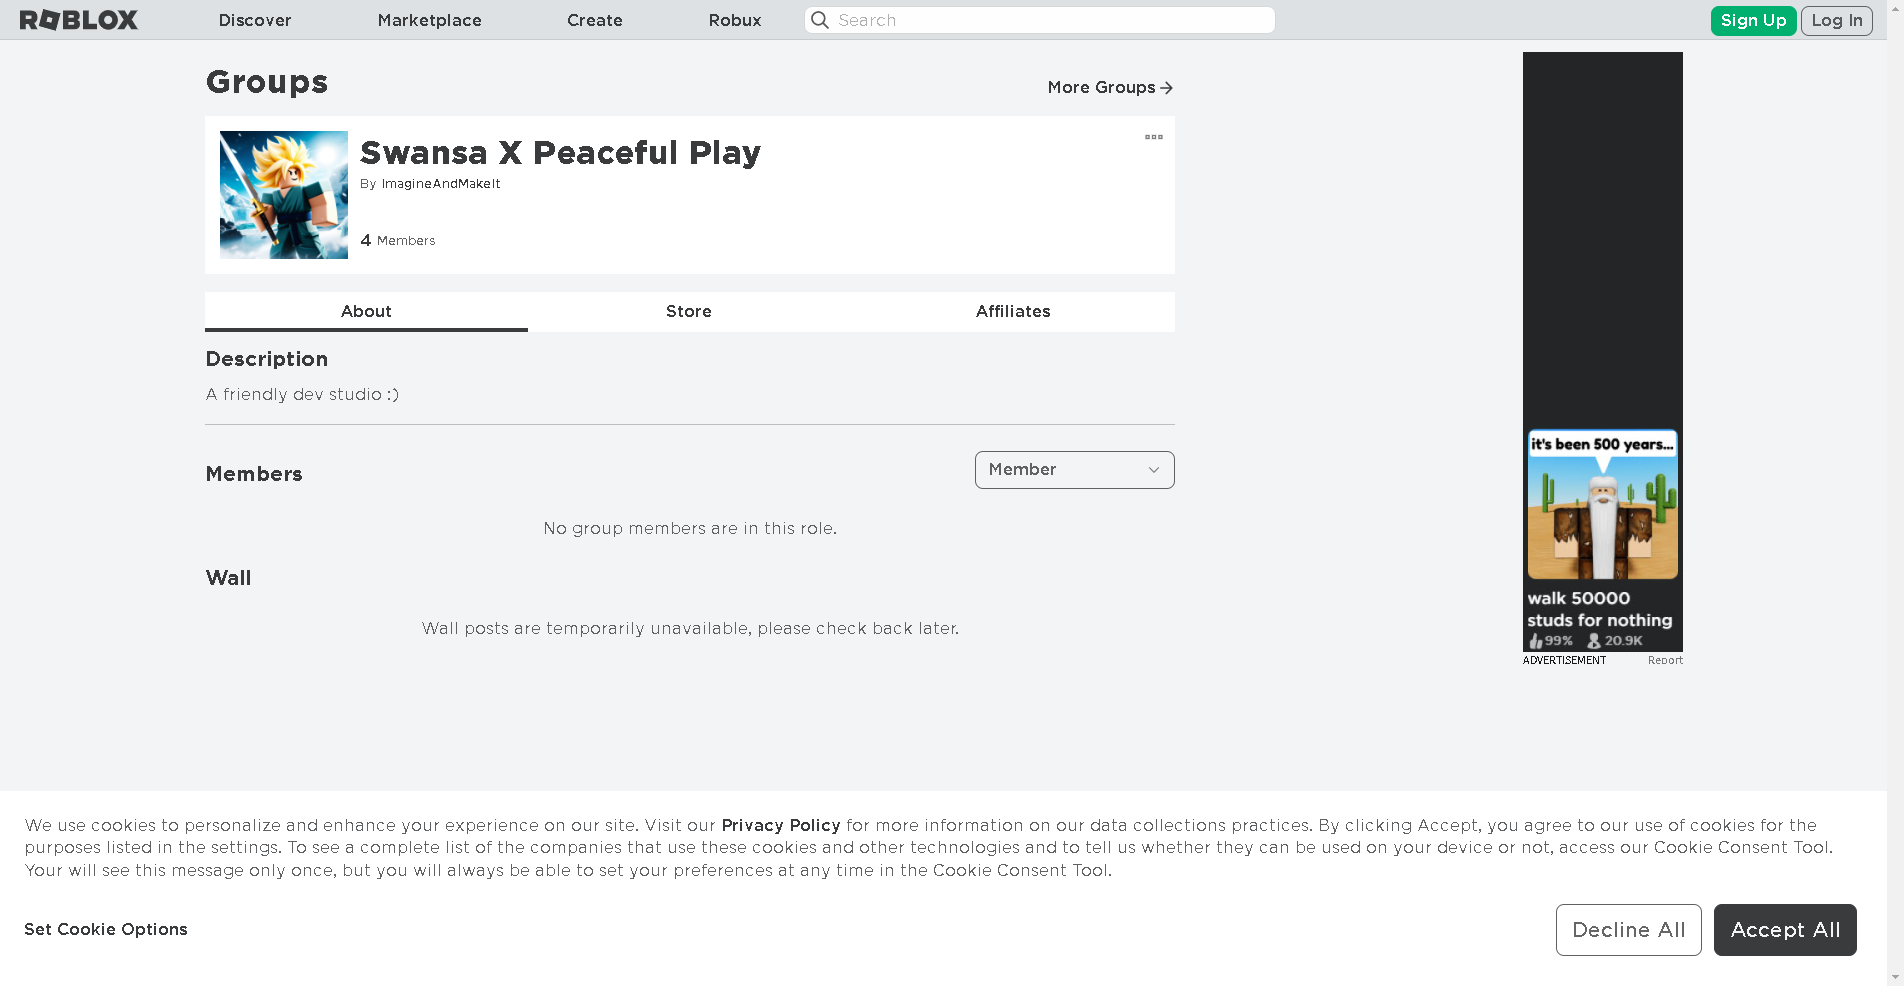 ROBLOX
Discover
Marketplace
Create
Robux
Search
Sign Up
Log In
Groups
More Groups
Swansa X Peaceful Play
By ImagineAndMakeIt
4 Members
About
Store
Affiliates
Description
A friendly dev studio :)
Members
Member
No group members are in this role.
Wall
Wall posts are temporarily unavailable, please check back later.
it's been 500 years...
walk 50000
studs for nothing
99% 20.9K
ADVERTISEMENT
Report
We use cookies to personalize and enhance your experience on our site. Visit our Privacy Policy for more information on our data collections practices. By clicking Accept, you agree to our use of cookies for the
purposes listed in the settings. To see a complete list of the companies that use these cookies and other technologies and to tell us whether they can be used on your device or not, access our Cookie Consent Tool.
Your will see this message only once, but you will always be able to set your preferences at any time in the Cookie Consent Tool.
Set Cookie Options
Decline All
Accept All